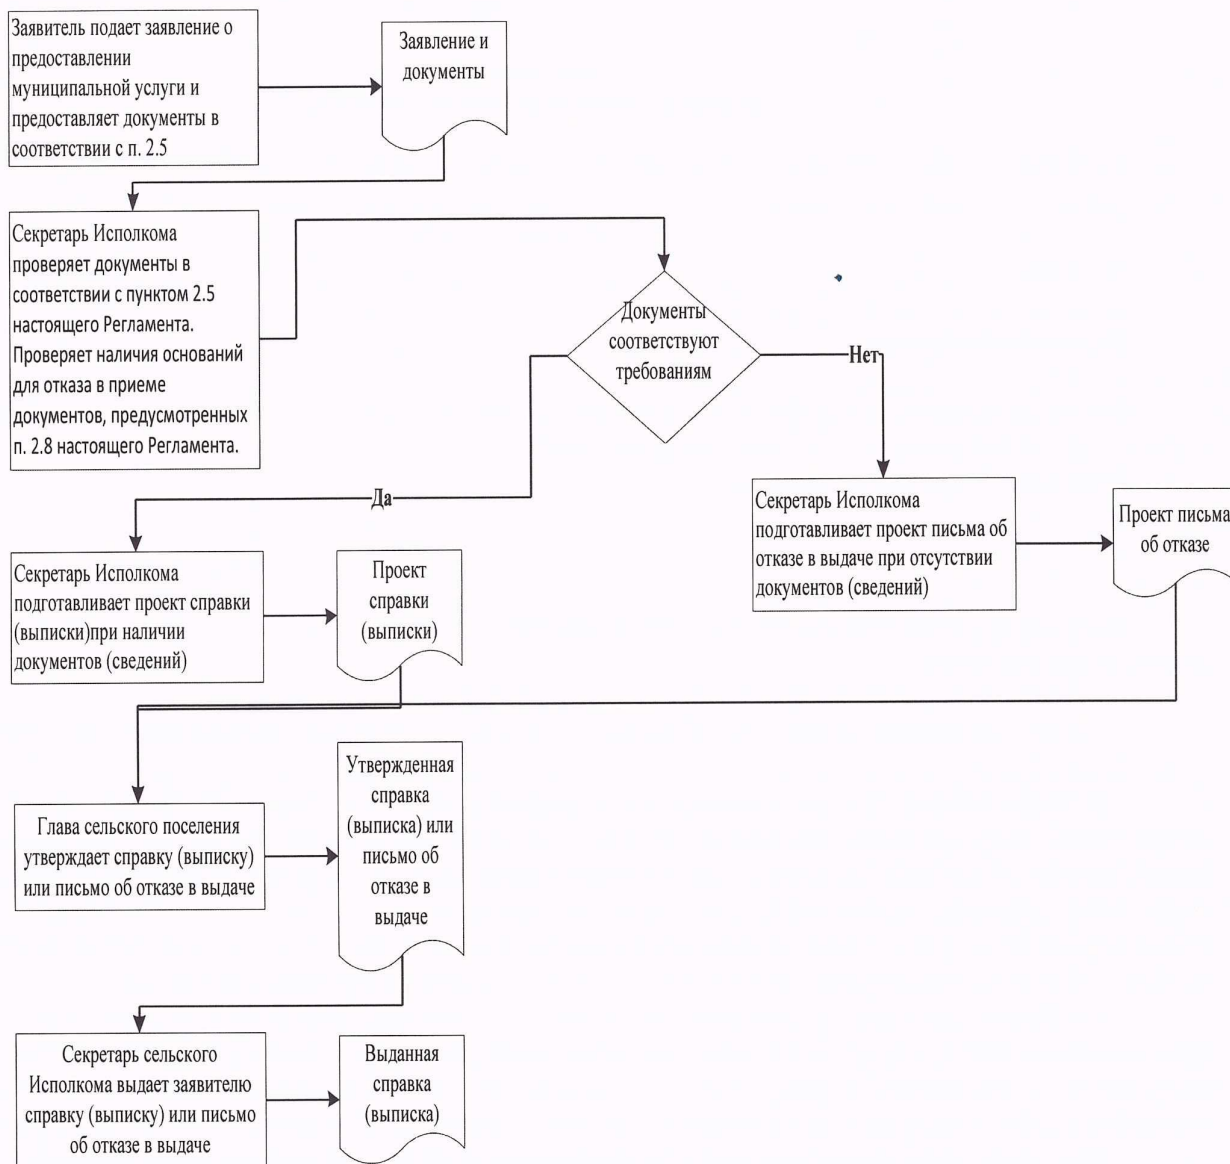 Заявитель подает заявление о
предоставлении
муниципальной услуги и
предоставляет документы в
соответствии с п. 2.5
Заявление и
документы
Секретарь Исполкома
проверяет документы в
соответствии с пунктом 2.5
настоящего Регламента.
Проверяет наличия оснований
для отказа в приеме
документов, предусмотренных
п. 2.8 настоящего Регламента.
Документы
соответствуют
требованиям
Нет
Да
Секретарь Исполкома
подготавливает проект письма об
отказе в выдаче при отсутствии
документов (сведений)
Проект письма
об отказе
Секретарь Исполкома
подготавливает проект справки
(выписки)при наличии
документов (сведений)
Проект
справки
(выписки)
Глава сельского поселения
утверждает справку (выписку)
или письмо об отказе в выдаче
Утвержденная
справка
(выписка) или
письмо об
отказе в
выдаче
Секретарь сельского
Исполкома выдает заявителю
справку (выписку) или письмо
об отказе в выдаче
Выданная
справка
(выписка)